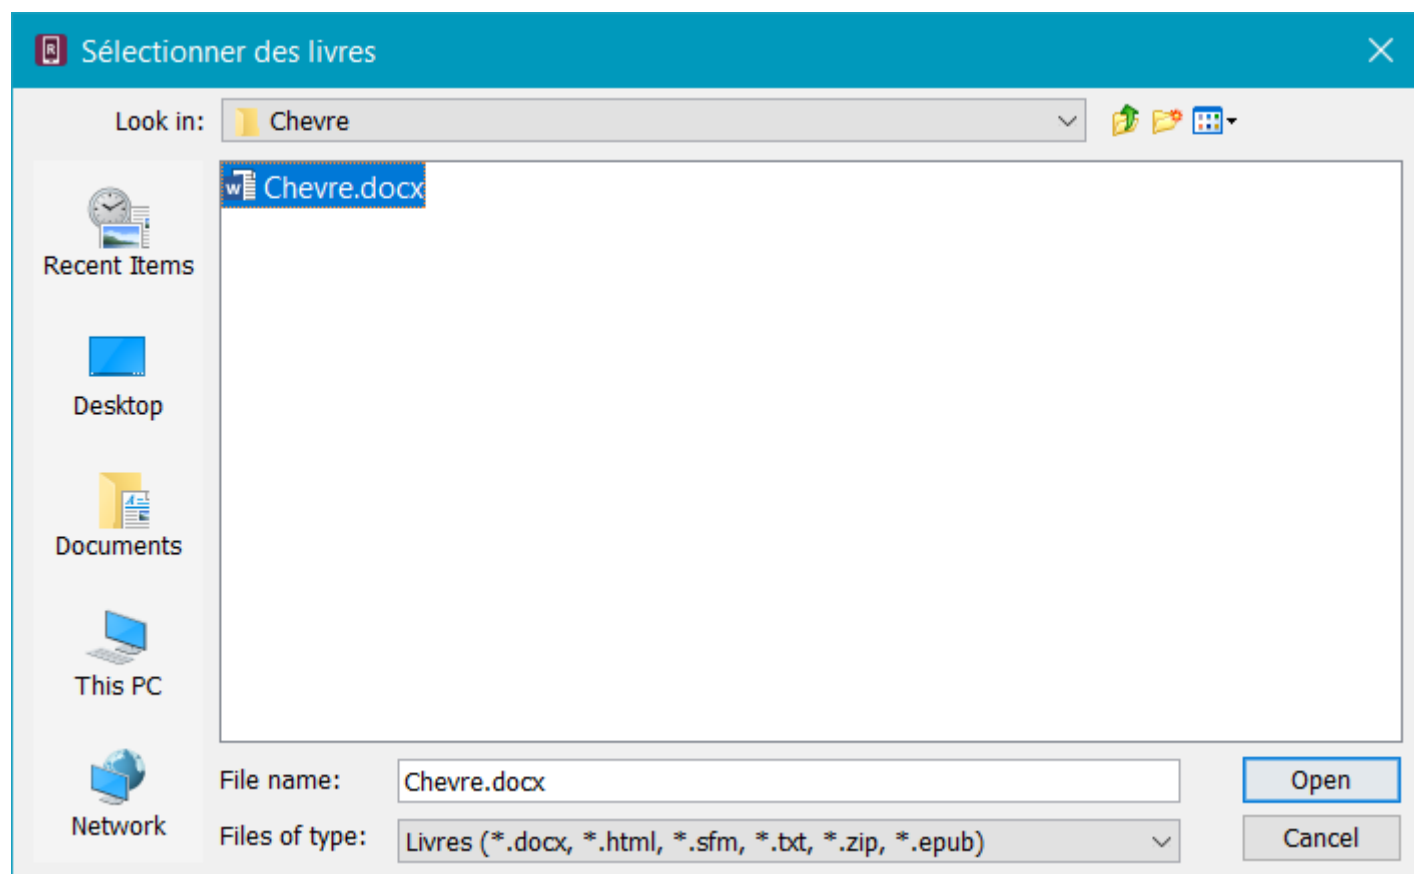 Sélectionner des livres
Look in: Chevre
Chevre.docx
Recent Items
Desktop
Documents
This PC
Network
File name: Chevre.docx
Open
Files of type: Livres (*.docx, *.html, *.sfm, *.txt, *.zip, *.epub)
Cancel